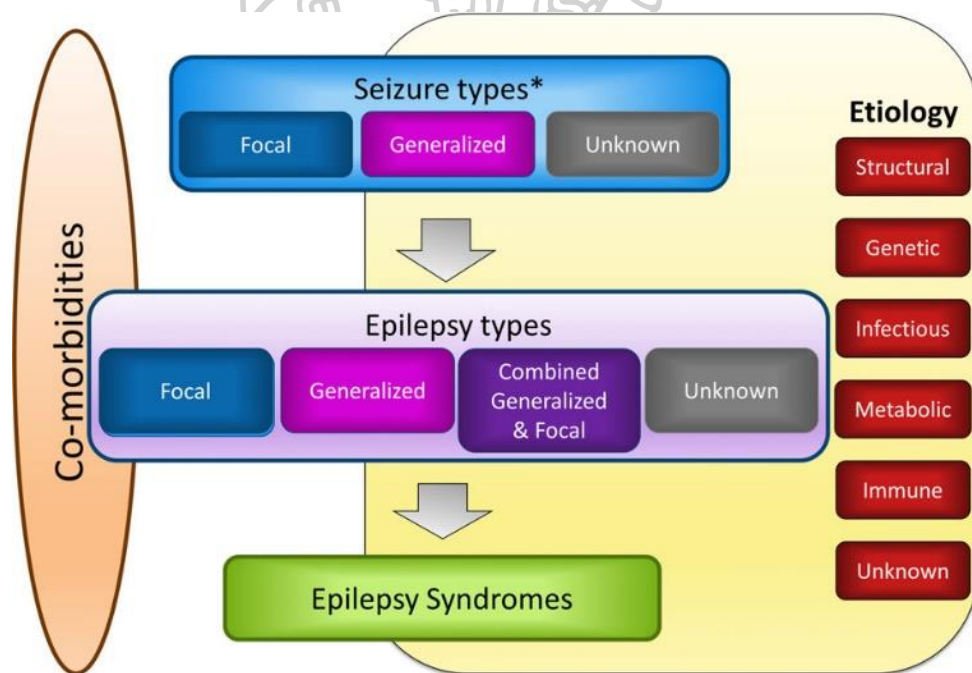 Seizure types*
Focal
Generalized
Unknown
Etiology
Structural
Genetic
Infectious
Metabolic
Immune
Unknown
Co-morbidities
Epilepsy types
Focal
Generalized
Combined
Generalized
& Focal
Unknown
Epilepsy Syndromes